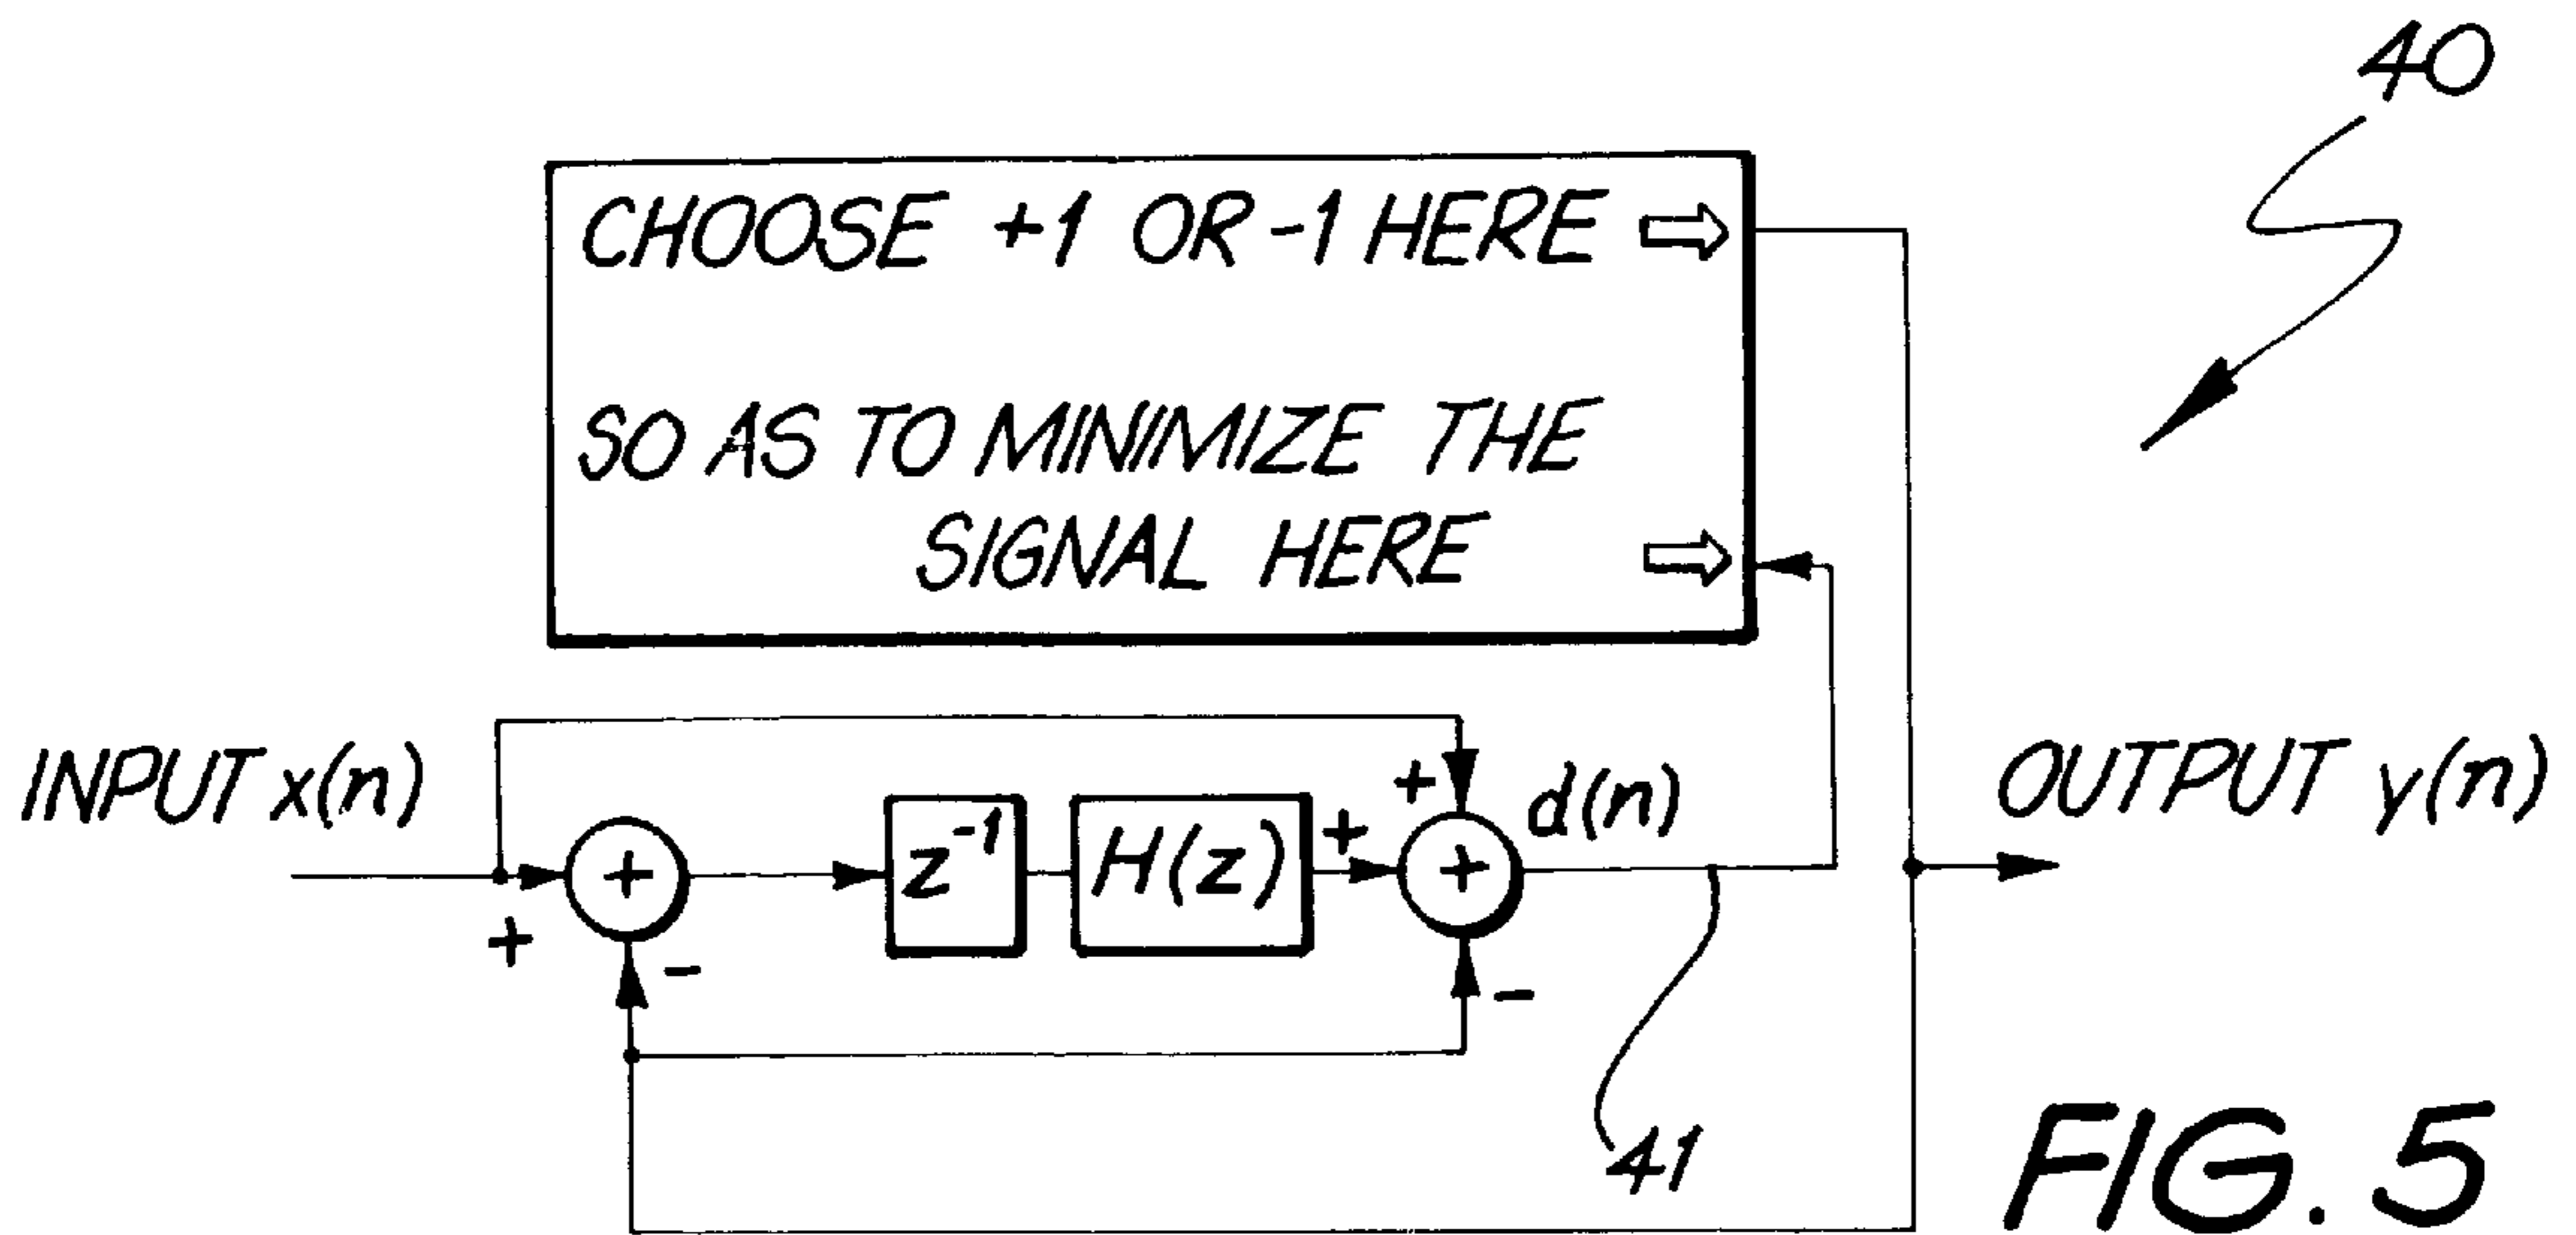 40
CHOOSE +1 OR -1 HERE
SO AS TO MINIMIZE THE
SIGNAL HERE
INPUT x(n)
+
+
-
z⁻¹
H(z)
+
+
+
-
d(n)
OUTPUT y(n)
41
FIG. 5